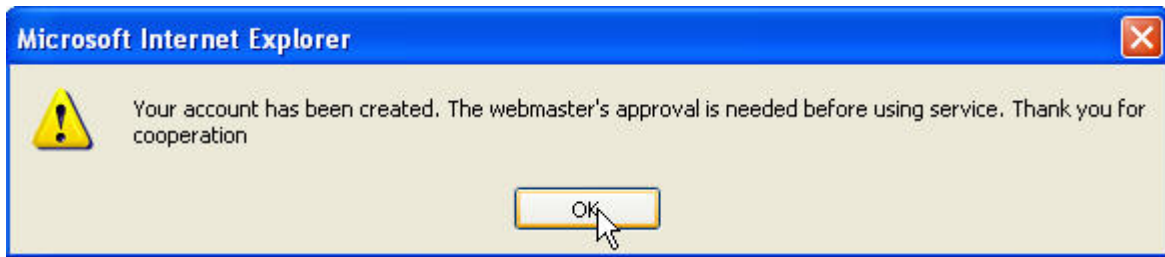 Microsoft Internet Explorer
Your account has been created. The webmaster's approval is needed before using service. Thank you for
cooperation
OK